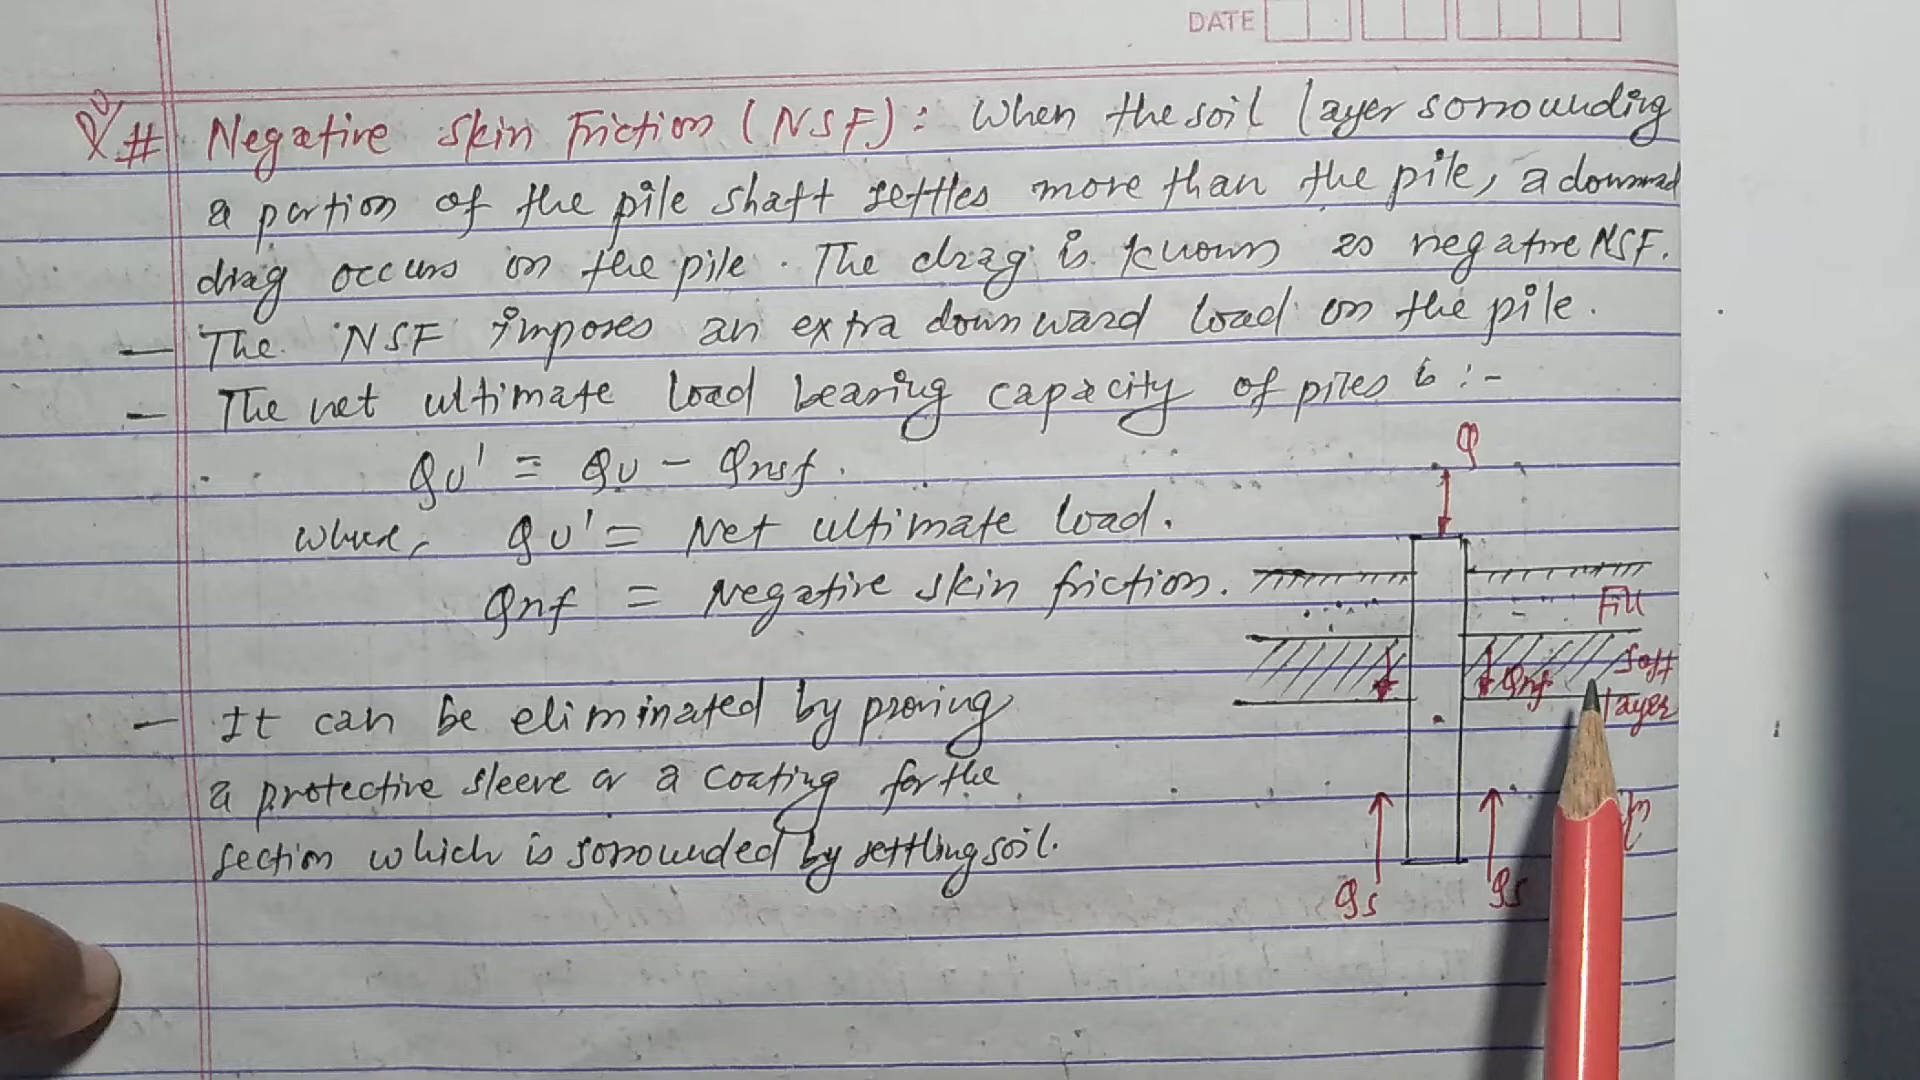 DATE
# Negative Skin Friction (NSF): When the soil layer sorrounding
a portion of the pile shaft settles more than the pile, a downward
drag occurs on the pile. The drag is known as negative NSF.
— The NSF imposes an extra downward load on the pile.
— The net ultimate load bearing capacity of piles is :-
Qu' = Qu - Qnsf.
where, Qu' = Net ultimate load.
Qnf = Negative skin friction.
— It can be eliminated by proving
a protective sleeve or a coating for the
section which is sorrounded by settling soil.
Q
Fill
Soft
Qnf
layer
Qs
Qs